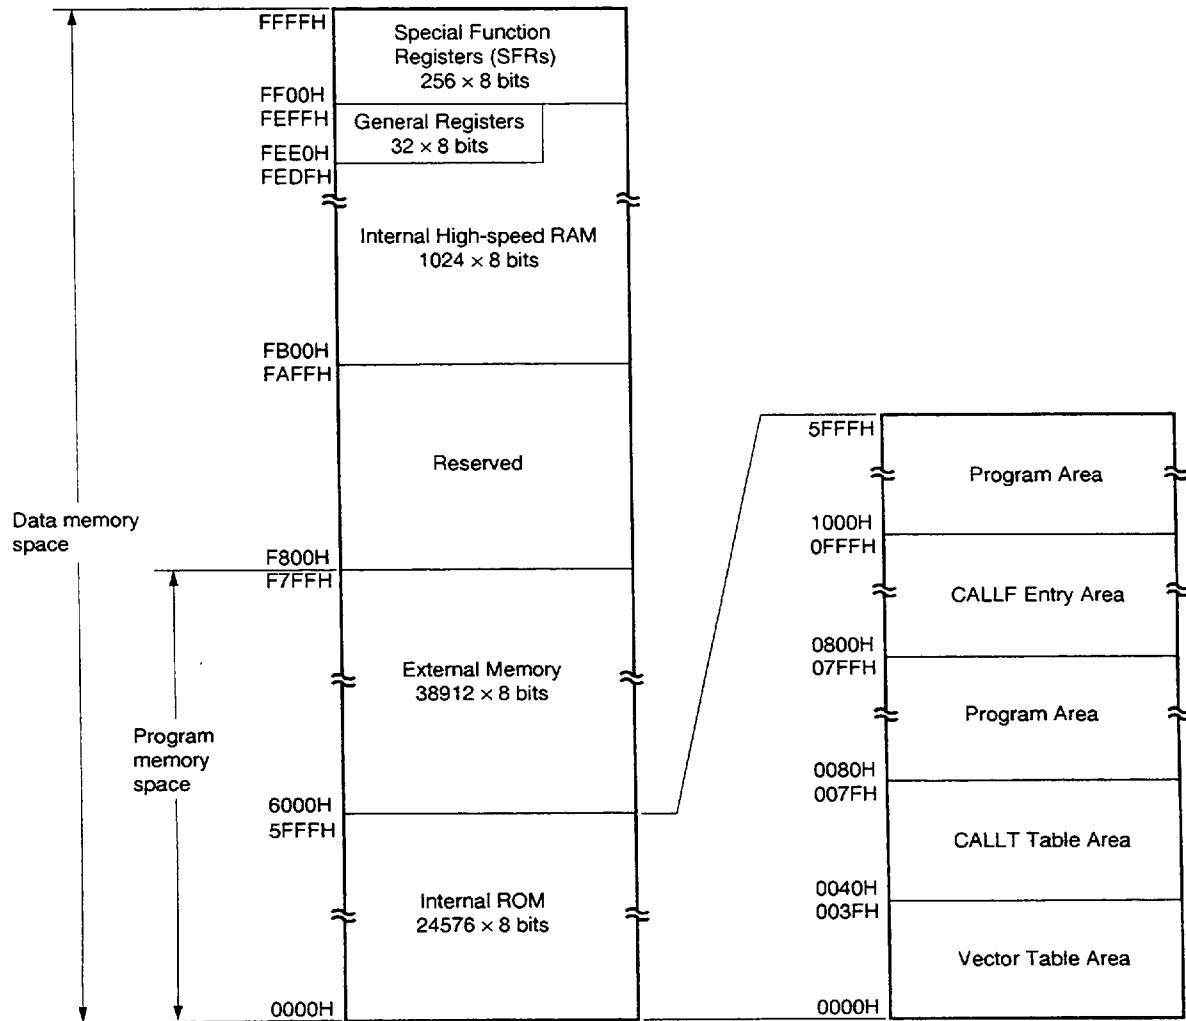 FFFFH
Special Function
Registers (SFRs)
256 × 8 bits
FF00H
FEFFH
General Registers
32 × 8 bits
FEE0H
FEDFH
Internal High-speed RAM
1024 × 8 bits
FB00H
FAFFH
Reserved
Data memory
space
F800H
F7FFH
External Memory
38912 × 8 bits
Program
memory
space
6000H
5FFFH
Internal ROM
24576 × 8 bits
0000H
5FFFH
Program Area
1000H
0FFFH
CALLF Entry Area
0800H
07FFH
Program Area
0080H
007FH
CALLT Table Area
0040H
003FH
Vector Table Area
0000H